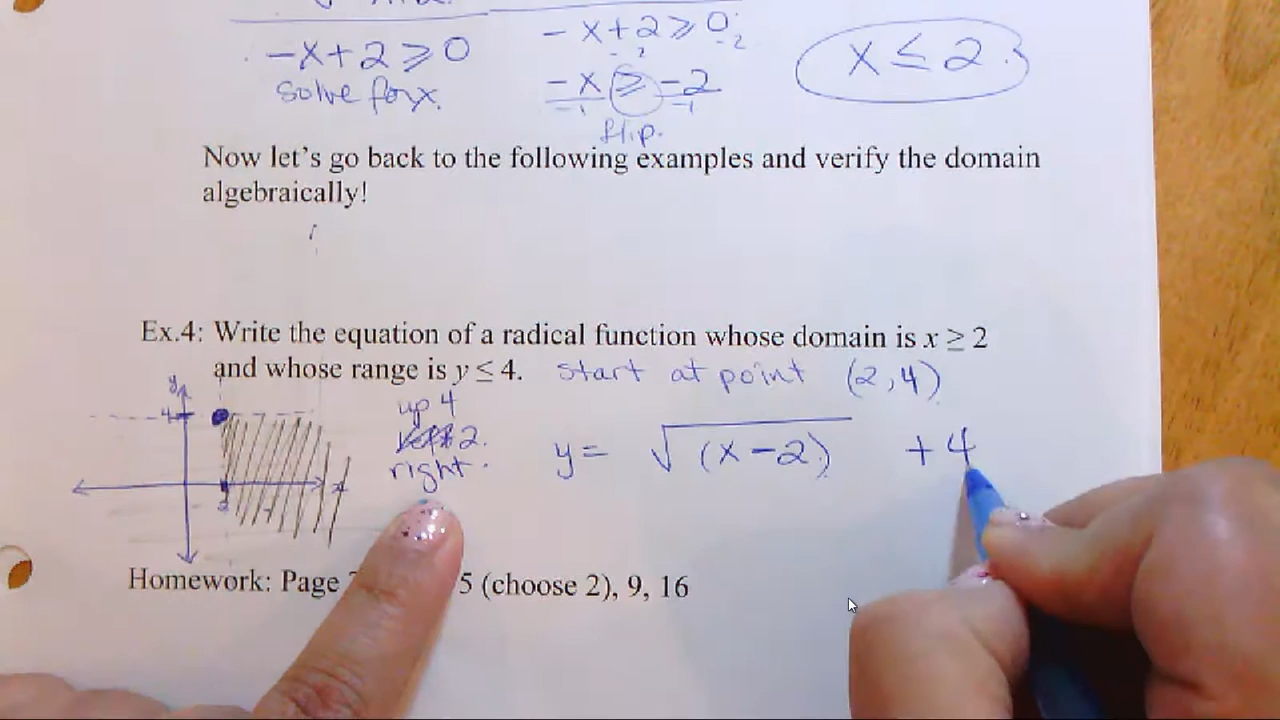 -x+2 ≥ 0
solve for x.
-x+2 ≥ 0
-2 -2
-x ≥ -2
-1 -1
flip.
x ≤ 2
Now let's go back to the following examples and verify the domain
algebraically!
Ex.4: Write the equation of a radical function whose domain is x ≥ 2
and whose range is y ≤ 4. start at point (2,4)
y
4
2
x
up 4
2.
right.
y = √(x-2) +4
Homework: Page 5 (choose 2), 9, 16